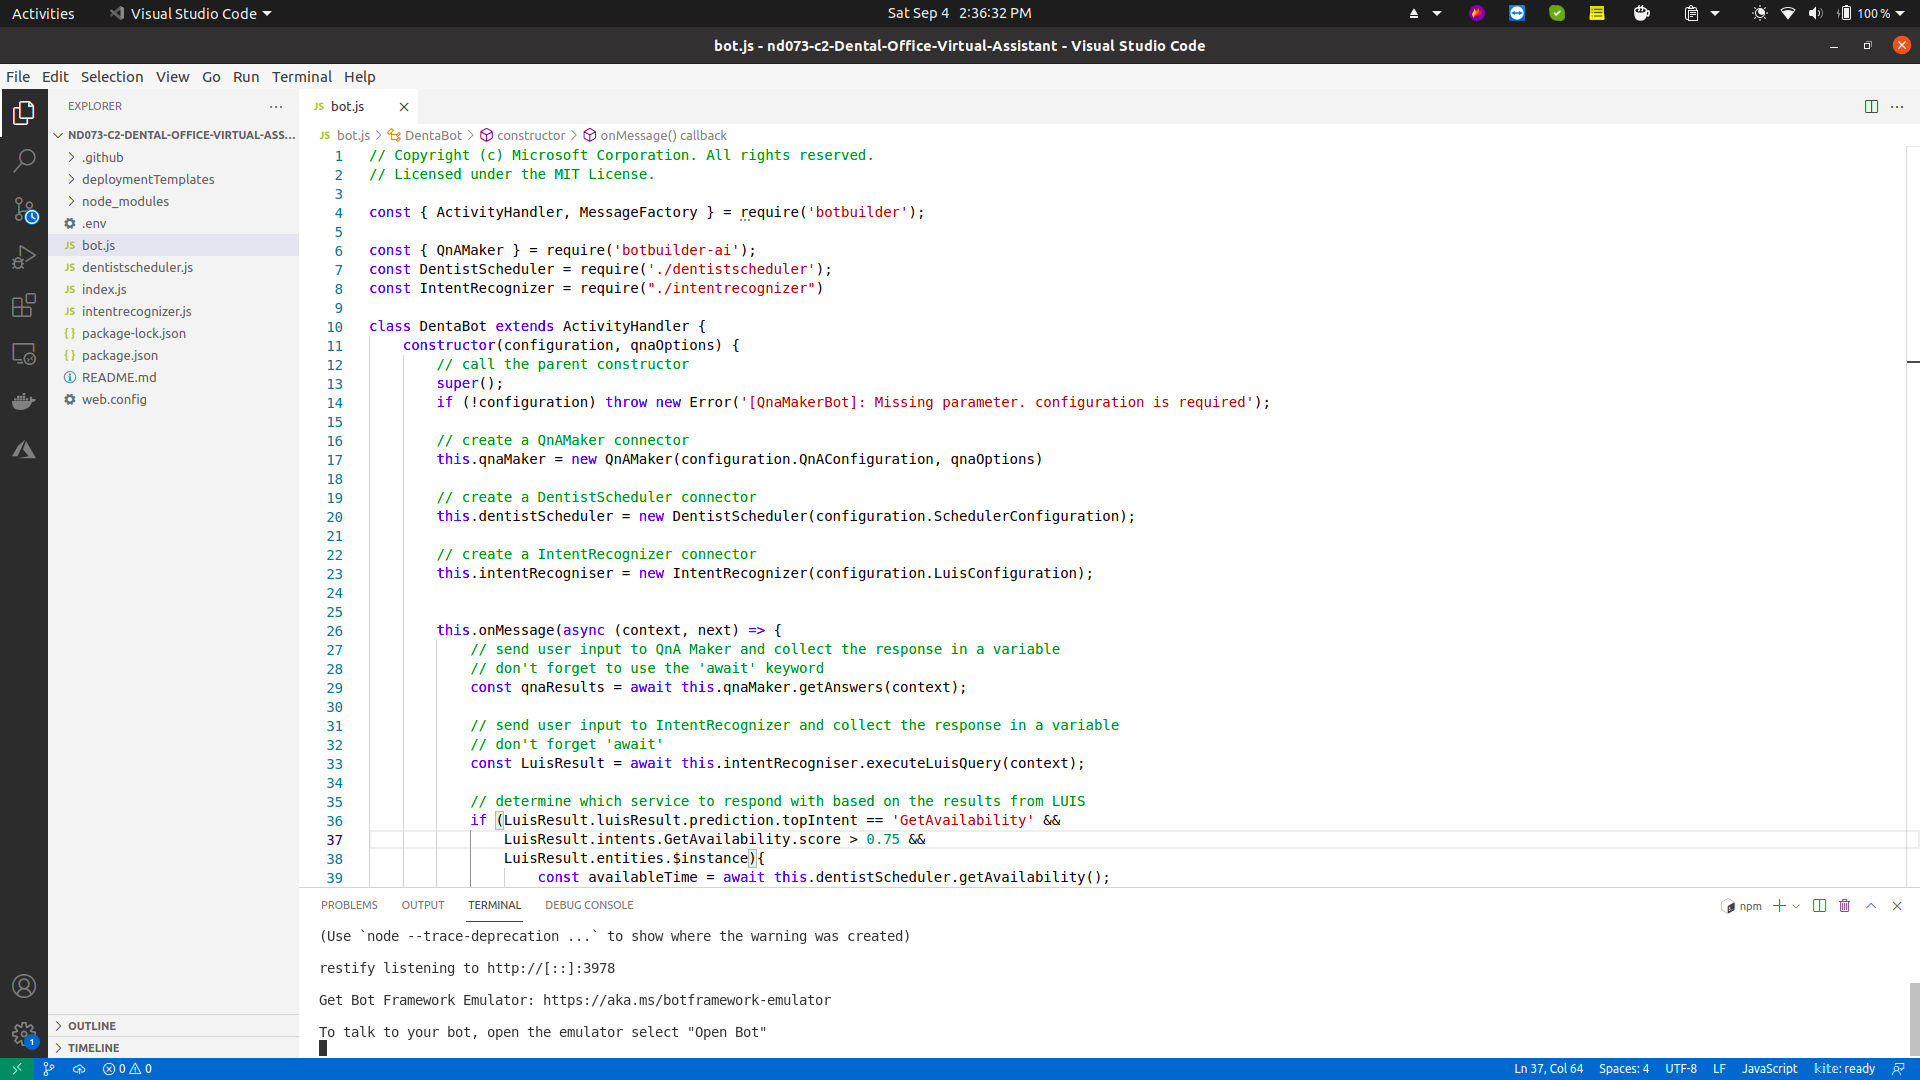 Activities
Visual Studio Code
Sat Sep 4 2:36:32 PM
100 %
bot.js - nd073-c2-Dental-Office-Virtual-Assistant - Visual Studio Code
File Edit Selection View Go Run Terminal Help
EXPLORER
ND073-C2-DENTAL-OFFICE-VIRTUAL-ASS...
.github
deploymentTemplates
node_modules
.env
JS bot.js
JS dentistscheduler.js
JS index.js
JS intentrecognizer.js
{} package-lock.json
{} package.json
README.md
web.config
OUTLINE
TIMELINE
JS bot.js
JS bot.js > DentaBot > constructor > onMessage() callback
1 // Copyright (c) Microsoft Corporation. All rights reserved.
2 // Licensed under the MIT License.
3
4 const { ActivityHandler, MessageFactory } = require('botbuilder');
5
6 const { QnAMaker } = require('botbuilder-ai');
7 const DentistScheduler = require('./dentistscheduler');
8 const IntentRecognizer = require("./intentrecognizer")
9
10 class DentaBot extends ActivityHandler {
11 constructor(configuration, qnaOptions) {
12 // call the parent constructor
13 super();
14 if (!configuration) throw new Error('[QnaMakerBot]: Missing parameter. configuration is required');
15
16 // create a QnAMaker connector
17 this.qnaMaker = new QnAMaker(configuration.QnAConfiguration, qnaOptions)
18
19 // create a DentistScheduler connector
20 this.dentistScheduler = new DentistScheduler(configuration.SchedulerConfiguration);
21
22 // create a IntentRecognizer connector
23 this.intentRecogniser = new IntentRecognizer(configuration.LuisConfiguration);
24
25
26 this.onMessage(async (context, next) => {
27 // send user input to QnA Maker and collect the response in a variable
28 // don't forget to use the 'await' keyword
29 const qnaResults = await this.qnaMaker.getAnswers(context);
30
31 // send user input to IntentRecognizer and collect the response in a variable
32 // don't forget 'await'
33 const LuisResult = await this.intentRecogniser.executeLuisQuery(context);
34
35 // determine which service to respond with based on the results from LUIS
36 if (LuisResult.luisResult.prediction.topIntent == 'GetAvailability' &&
37 LuisResult.intents.GetAvailability.score > 0.75 &&
38 LuisResult.entities.$instance){
39 const availableTime = await this.dentistScheduler.getAvailability();
PROBLEMS OUTPUT TERMINAL DEBUG CONSOLE
npm
(Use `node --trace-deprecation ...` to show where the warning was created)
restify listening to http://[::]:3978
Get Bot Framework Emulator: https://aka.ms/botframework-emulator
To talk to your bot, open the emulator select "Open Bot"
1
0 0
Ln 37, Col 64 Spaces: 4 UTF-8 LF JavaScript kite: ready